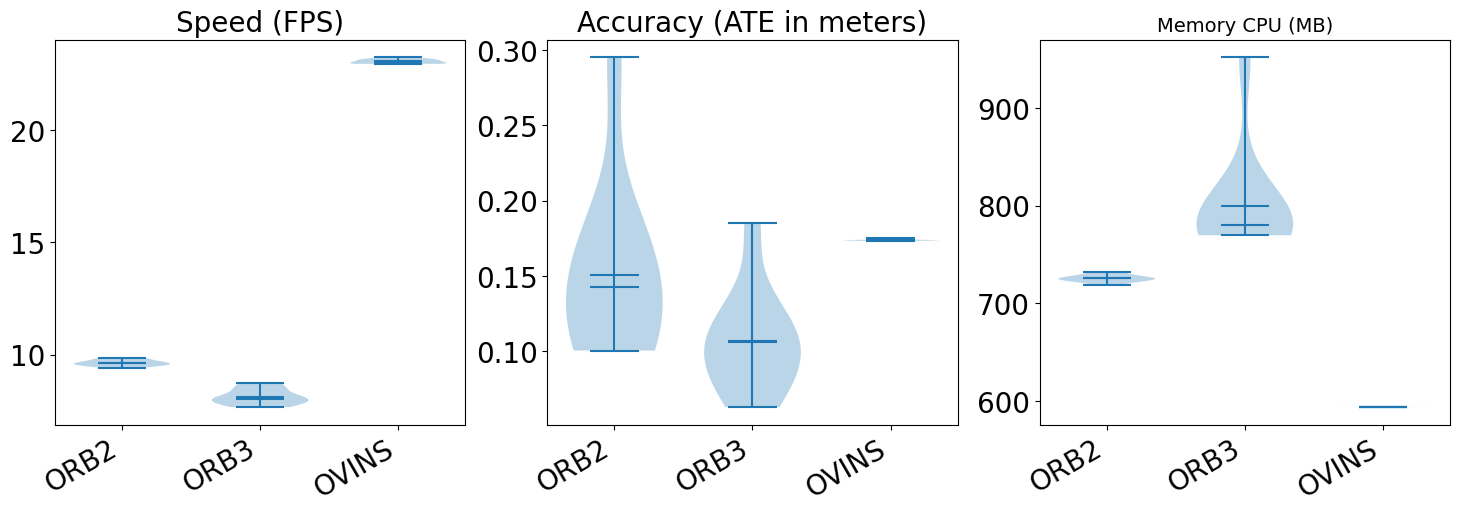 Speed (FPS)
20
15
10
ORB2
ORB3
OVINS
Accuracy (ATE in meters)
0.30
0.25
0.20
0.15
0.10
ORB2
ORB3
OVINS
Memory CPU (MB)
900
800
700
600
ORB2
ORB3
OVINS